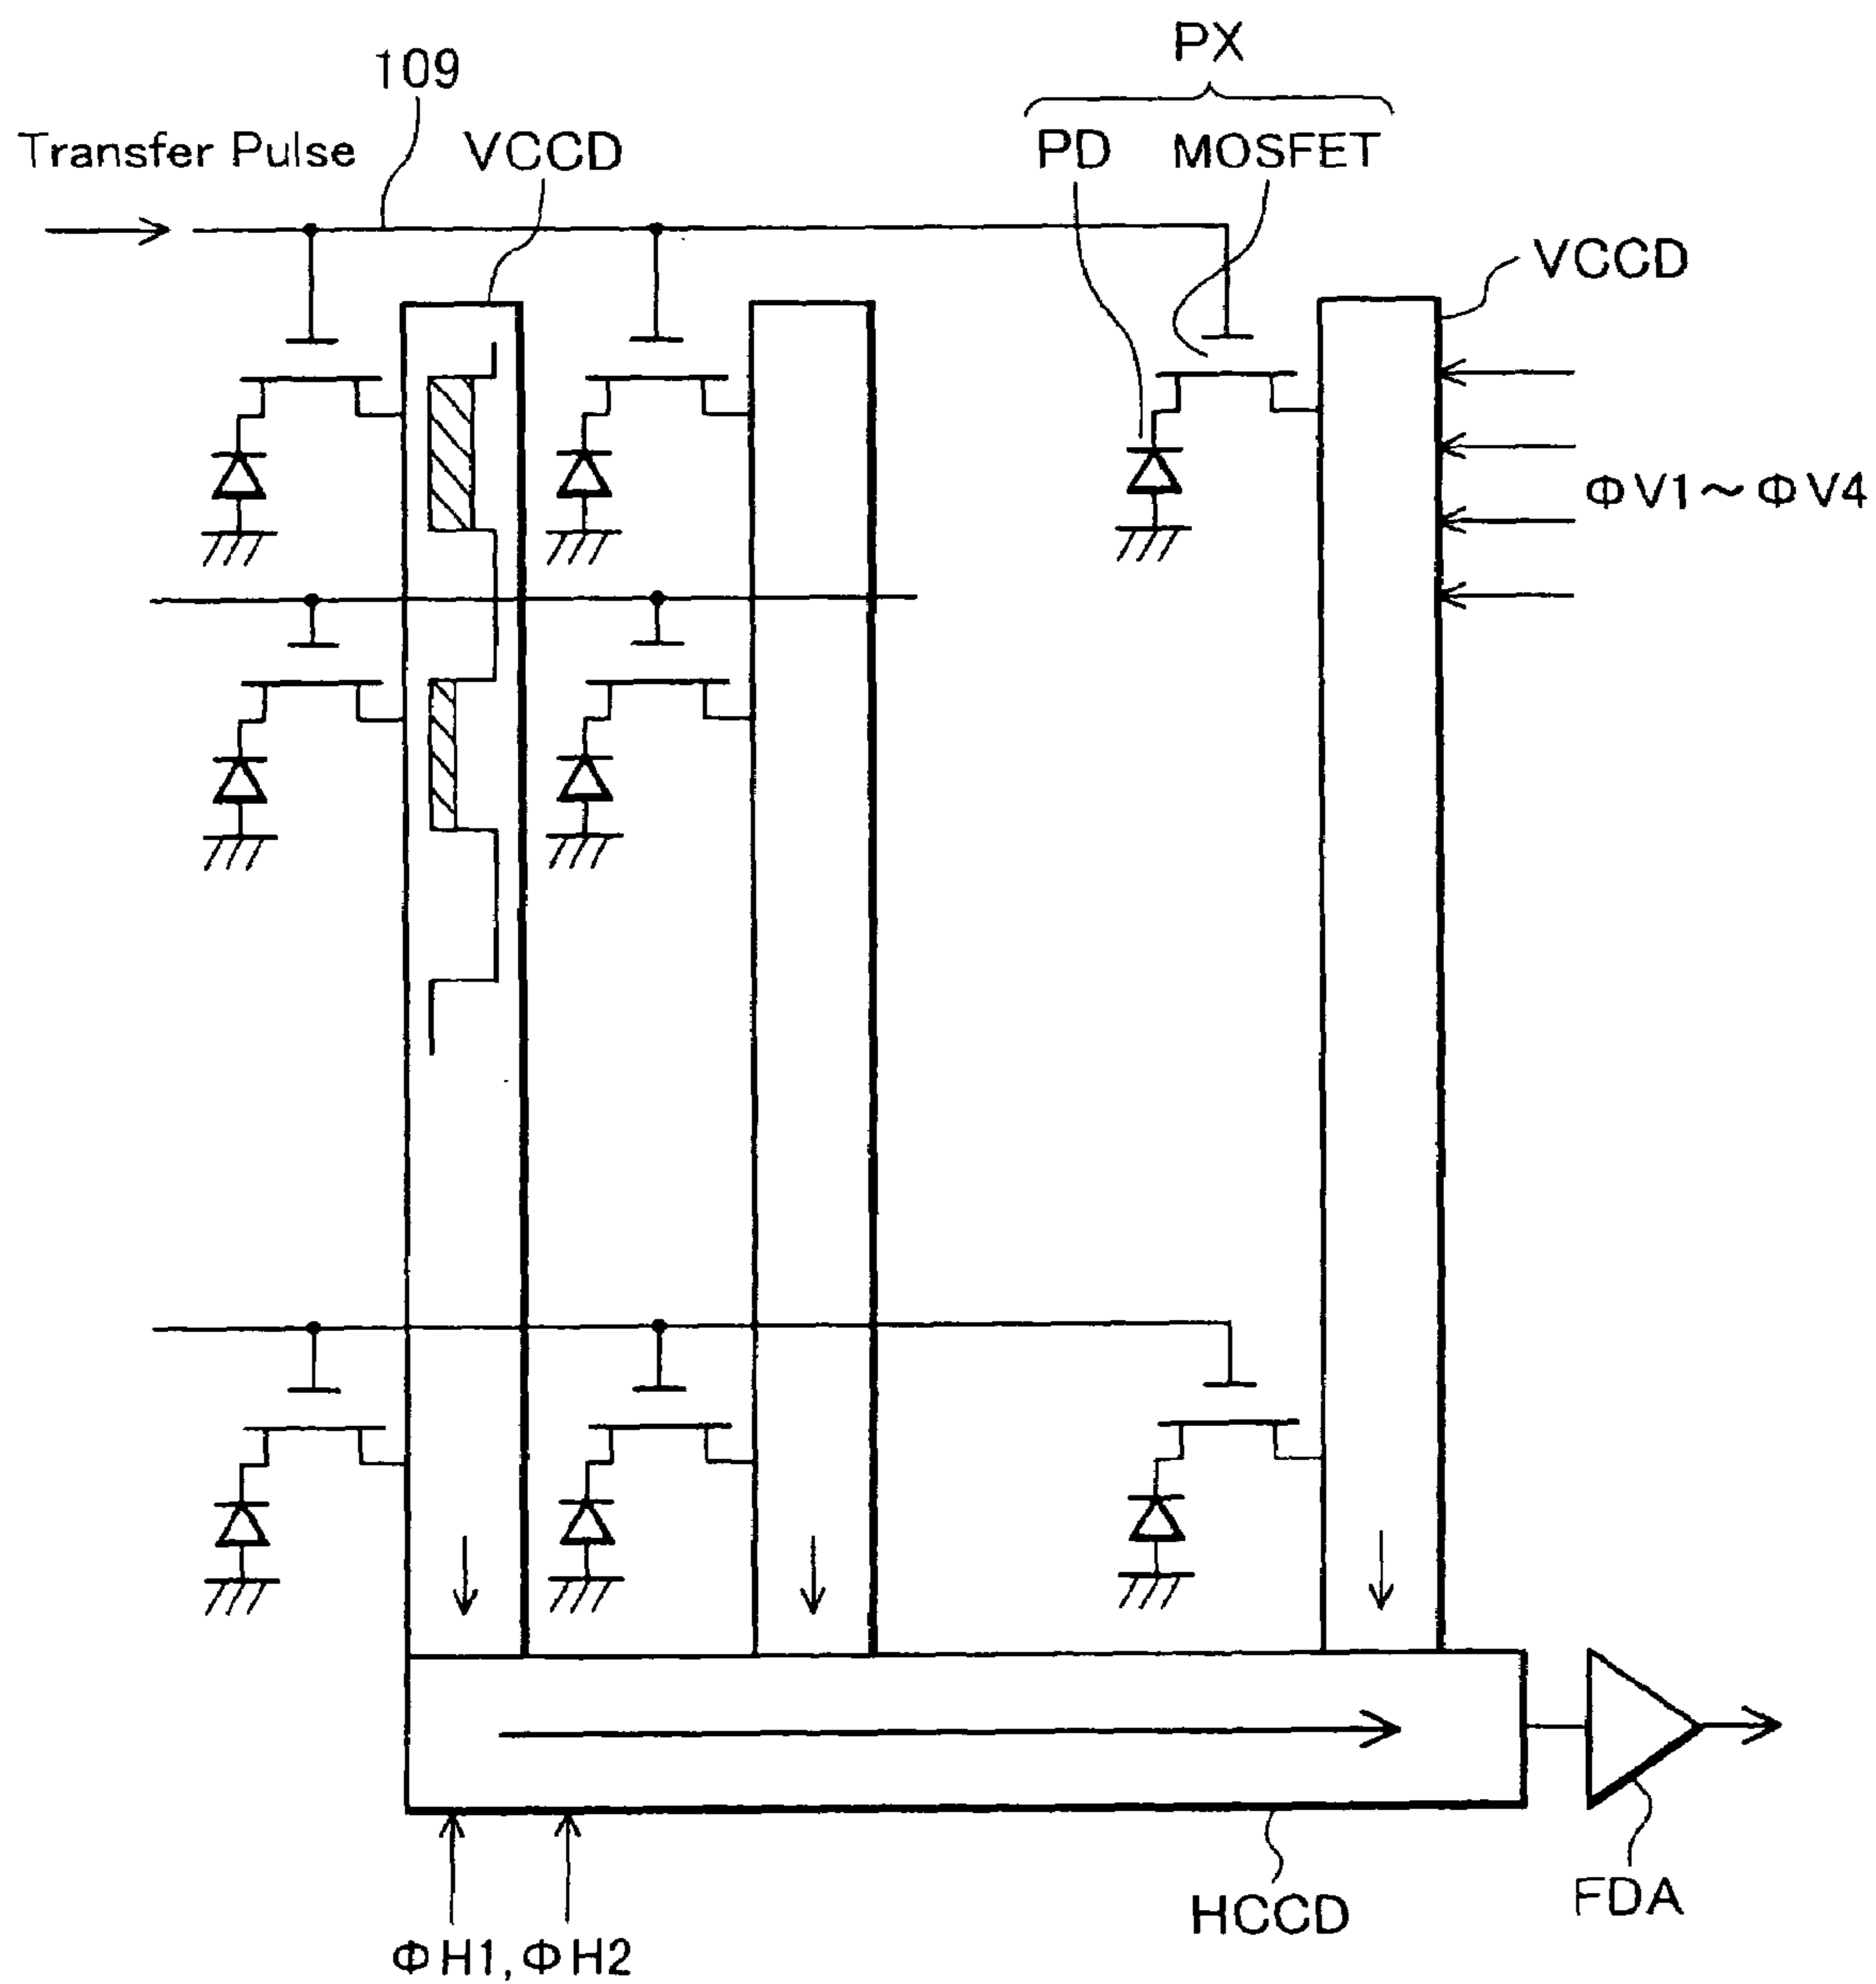 PX
109
PD MOSFET
Transfer Pulse
VCCD
VCCD
ΦV1～ΦV4
HCCD
FDA
ΦH1,ΦH2